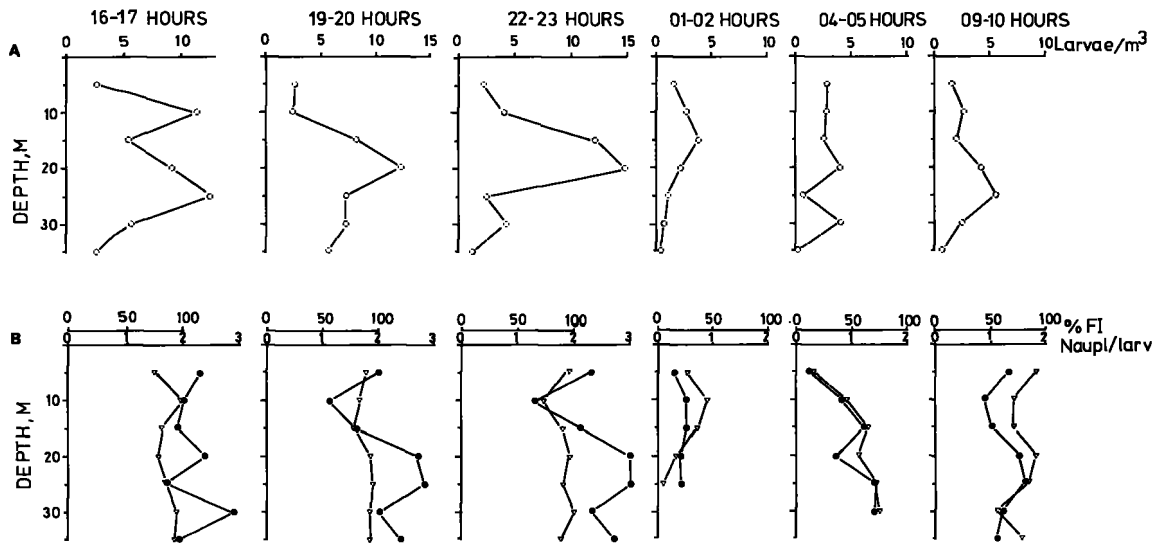 16-17 HOURS 19-20 HOURS 22-23 HOURS 01-02 HOURS 04-05 HOURS 09-10 HOURS
A 0 5 10 0 5 10 15 0 5 10 15 0 5 10 0 5 10 0 5 10 Larvae/m³
10
20
30
DEPTH, M
0 50 100 0 50 100 0 50 100 0 50 100 0 50 100 0 50 100 % FI
B 0 1 2 3 0 1 2 3 0 1 2 3 0 1 2 0 1 2 0 1 2 Naupl/larv
10
20
30
DEPTH, M